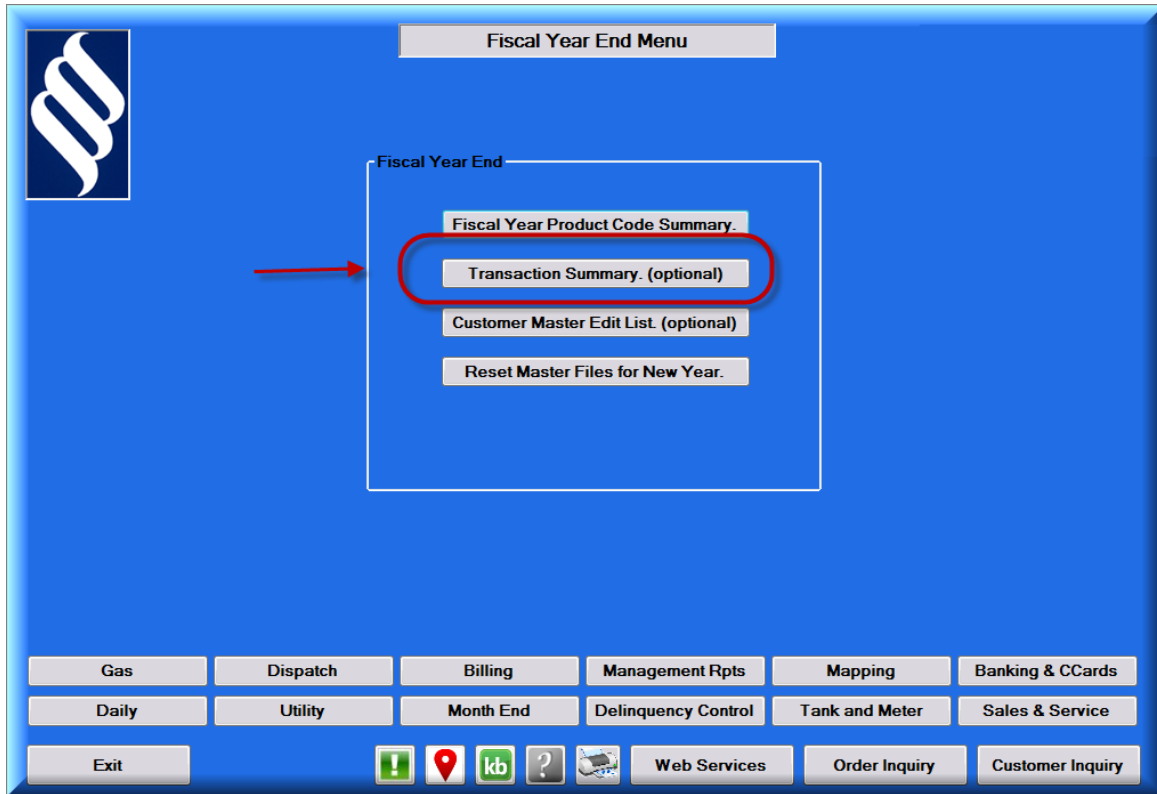 Fiscal Year End Menu
Fiscal Year End
Fiscal Year Product Code Summary.
Transaction Summary. (optional)
Customer Master Edit List. (optional)
Reset Master Files for New Year.
Gas Dispatch Billing Management Rpts Mapping Banking & CCards
Daily Utility Month End Delinquency Control Tank and Meter Sales & Service
Exit ! kb ? Web Services Order Inquiry Customer Inquiry